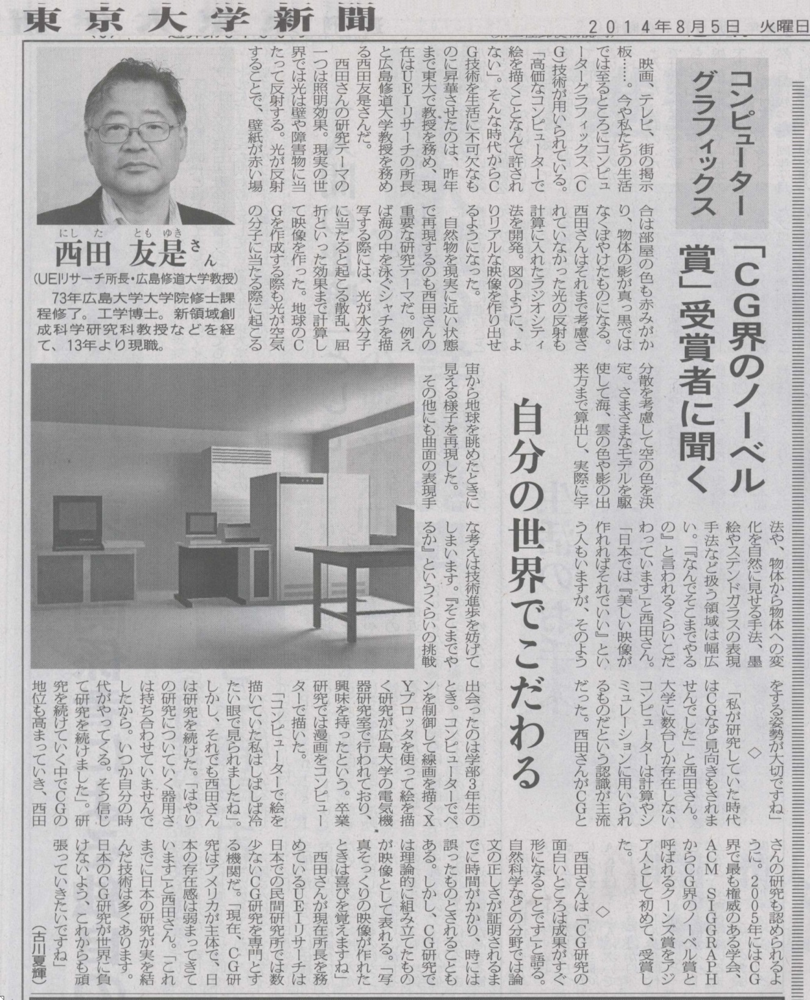 東京大学新聞
2014年8月5日 火曜日
コンピューター
グラフィックス
「CG界のノーベル
賞」受賞者に聞く
自分の世界でこだわる
にした ともゆき
西田 友是さん
(UEIリサーチ所長・広島修道大学教授)
73年広島大学大学院修士課
程修了。工学博士。新領域創
成科学研究科教授などを経
て、13年より現職。
映画、テレビ、街の掲示
板……。今や私たちの生活
では至るところにコンピュ
ーターグラフィックス(C
G)技術が用いられている。
「高価なコンピューターで
絵を描くことなんて許され
ない」。そんな時代からC
G技術を生活に不可欠なも
のに昇華させたのは、昨年
まで東大で教授を務め、現
在はUEIリサーチの所長
と広島修道大学教授を務め
る西田友是さんだ。
西田さんの研究テーマの
一つは照明効果。現実の世
界では光は壁や障害物に当
たって反射する。光が反射
することで、壁紙が赤い場
合は部屋の色も赤みがか
り、物体の影が真っ黒では
なくぼやけたものになる。
西田さんはそれまで考慮さ
れていなかった光の反射も
計算に入れたラジオシティ
法を開発。図のように、よ
りリアルな映像を作り出せ
るようになった。
自然物を現実に近い状態
で再現するのも西田さんの
重要な研究テーマだ。例え
ば海の中を泳ぐシャチを描
写する際には、光が水分子
に当たると起こる散乱、屈
折といった効果まで計算し
て映像を作った。地球のC
Gを作成する際も光が空気
の分子に当たる際に起こる
分散を考慮して空の色を決
定。さまざまなモデルを駆
使して海、雲の色や影の出
来方まで算出し、実際に宇
宙から地球を眺めたときに
見える様子を再現した。
その他にも曲面の表現手
法や、物体から物体への変
化を自然に見せる手法、墨
絵やステンドガラスの表現
手法など扱う領域は幅広
い。「『なんでそこまでやる
の』と言われるくらいこだ
わっています」と西田さん。
「日本では『美しい映像が
作れればそれでいい』とい
う人もいますが、そのよう
な考えは技術進歩を妨げて
しまいます。『そこまでや
るか』というくらいの挑戦
をする姿勢が大切ですね」
◇
「私が研究していた時代
はCGなど見向きもされま
せんでした」と西田さん。
大学に数台しか存在しない
コンピューターは計算やシ
ミュレーションに用いられ
るものだという認識が主流
だった。西田さんがCGと
出会ったのは学部3年生の
とき。コンピューターでペ
ンを制御して線画を描くX
Yプロッタを使って絵を描
く研究が広島大学の電気機
器研究室で行われており、
興味を持ったという。卒業
研究では漫画をコンピュー
ターで描いた。
「コンピューターで絵を
描いていた私はしばしば冷
たい眼で見られましたね」。
しかし、それでも西田さん
は研究を続けた。「はやり
の研究についていく器用さ
は持ち合わせていませんで
したから。いつか自分の時
代がやってくる。そう信じ
て研究を続けました」。研
究を続けていく中でCGの
地位も高まっていき、西田
さんの研究も認められるよ
うに。2005年にはCG
界で最も権威のある学会、
ACM SIGGRAPH
からCG界のノーベル賞と
呼ばれるクーンズ賞をアジ
ア人として初めて、受賞し
た。
◇
西田さんは「CG研究の
面白いところは成果がすぐ
形になることです」と語る。
自然科学などの分野では論
文の正しさが証明されるま
でに時間がかかり、時には
誤ったものとされることも
ある。しかし、CG研究で
は理論的に組み立てたもの
が映像として表れる。「写
真そっくりの映像が作れた
ときは喜びを覚えますね」
西田さんが現在所長を務
めているUEIリサーチは
日本での民間研究所では数
少ないCG研究を専門とす
る機関だ。「現在、CG研
究はアメリカが主体で、日
本の存在感は弱まってきて
います」と西田さん。「これ
までに日本の研究が実を結
んだ技術は多くあります。
日本のCG研究が世界に負
けないよう、これからも頑
張っていきたいですね」
(古川夏輝)